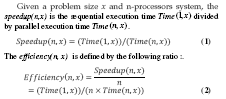 Given a problem size x and n-processors system, the
speedup(n,x) is the sequential execution time Time(1,x) divided
by parallel execution time Time(n,x).
Speedup(n,x) = (Time(1,x))/(Time(n,x)) (1)
The efficiency(n,x) is defined by the following ratio :.
Efficiency(n,x) = Speedup(n,x)/n
= (Time(1,x))/(n × Time(n,x)) (2)